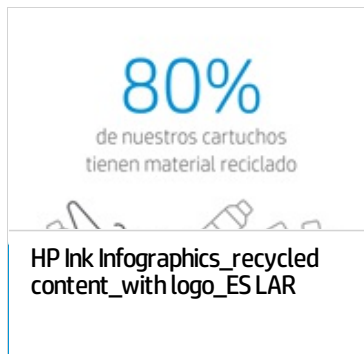 80%
de nuestros cartuchos
tienen material reciclado
HP Ink Infographics_recycled
content_with logo_ES LAR